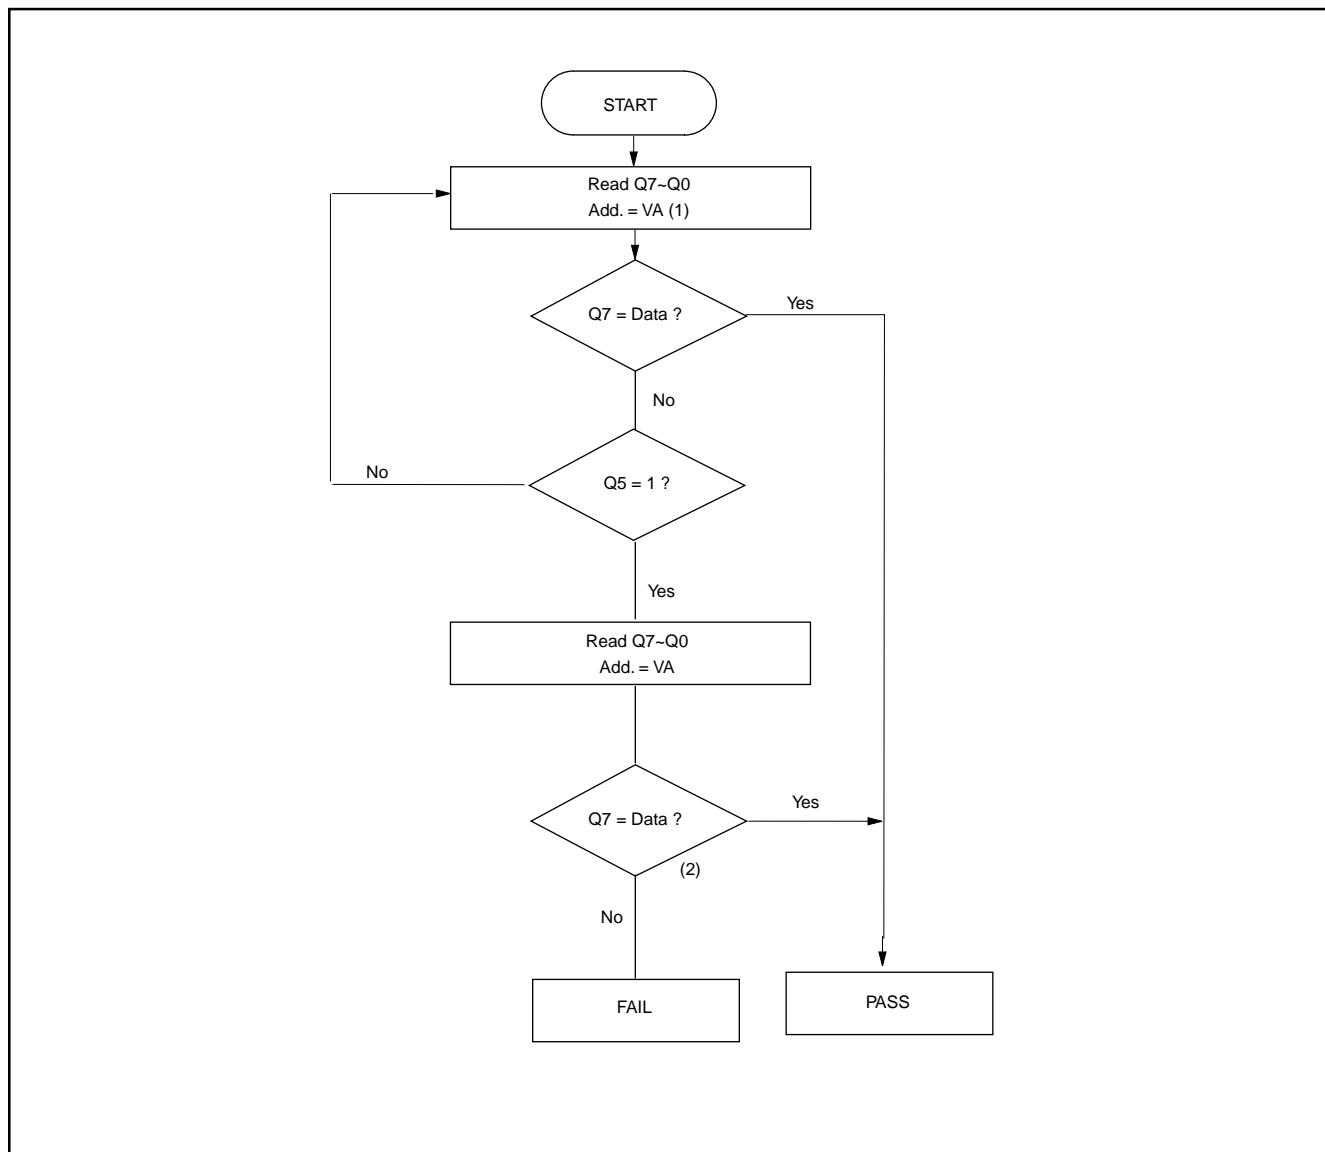 START
Read Q7~Q0
Add. = VA (1)
Q7 = Data ?
Yes
No
No
Q5 = 1 ?
Yes
Read Q7~Q0
Add. = VA
Q7 = Data ?
Yes
(2)
No
FAIL
PASS